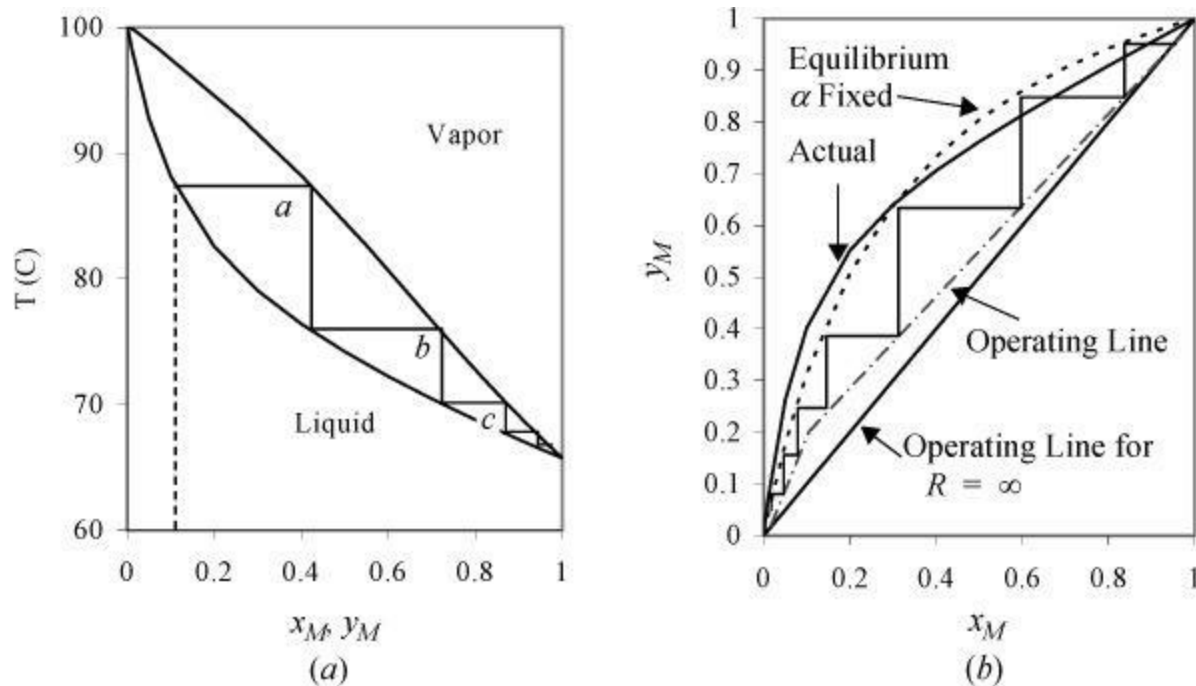 100
90
80
70
60
T (C)
Vapor
a
b
c
Liquid
0
0.2
0.4
0.6
0.8
1
x_M, y_M
(a)
1
0.9
0.8
0.7
0.6
0.5
0.4
0.3
0.2
0.1
0
y_M
Equilibrium
α Fixed
Actual
Operating Line
Operating Line for
R = ∞
0
0.2
0.4
0.6
0.8
1
x_M
(b)